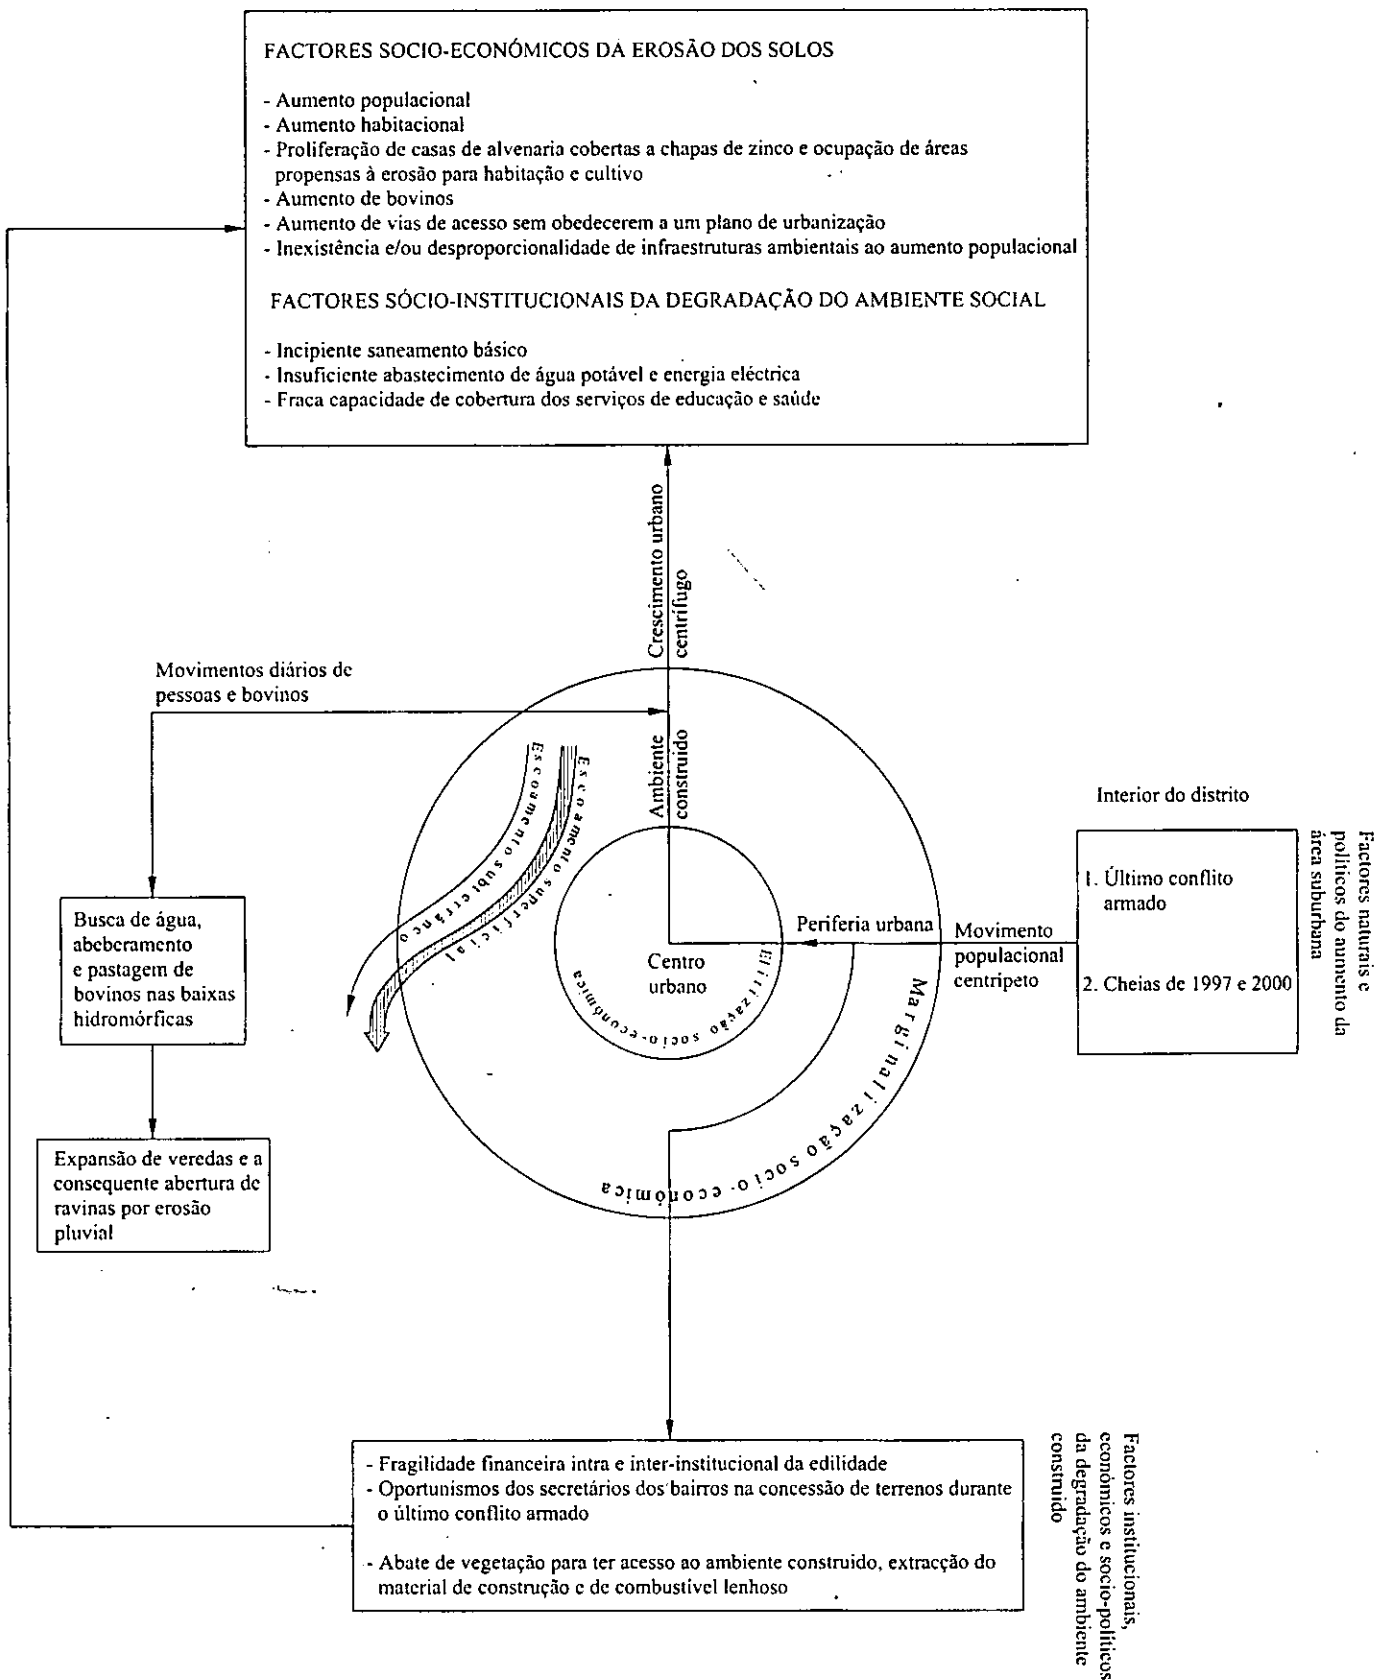 FACTORES SOCIO-ECONÓMICOS DA EROSÃO DOS SOLOS
- Aumento populacional
- Aumento habitacional
- Proliferação de casas de alvenaria cobertas a chapas de zinco e ocupação de áreas
propensas à erosão para habitação e cultivo
- Aumento de bovinos
- Aumento de vias de acesso sem obedecerem a um plano de urbanização
- Inexistência e/ou desproporcionalidade de infraestruturas ambientais ao aumento populacional
FACTORES SÓCIO-INSTITUCIONAIS DA DEGRADAÇÃO DO AMBIENTE SOCIAL
- Incipiente saneamento básico
- Insuficiente abastecimento de água potável e energia eléctrica
- Fraca capacidade de cobertura dos serviços de educação e saúde
Crescimento urbano
centrífugo
Movimentos diários de
pessoas e bovinos
Ambiente
construido
Escoamento subterrânco
Escoamento superficial
Interior do distrito
1. Último conflito
armado
2. Cheias de 1997 e 2000
Factores naturais e
políticos do aumento da
área suburbana
Periferia urbana
Movimento
populacional
centrípeto
Centro
urbano
Elitização socio-económica
Marginalização socio-económica
Busca de água,
abeberamento
e pastagem de
bovinos nas baixas
hidromórficas
Expansão de veredas e a
consequente abertura de
ravinas por erosão
pluvial
- Fragilidade financeira intra e inter-institucional da edilidade
- Oportunismos dos secretários dos bairros na concessão de terrenos durante
o último conflito armado
- Abate de vegetação para ter acesso ao ambiente construido, extracção do
material de construção e de combustível lenhoso
Factores institucionais,
económicos e socio-políticos
da degradação do ambiente
construido